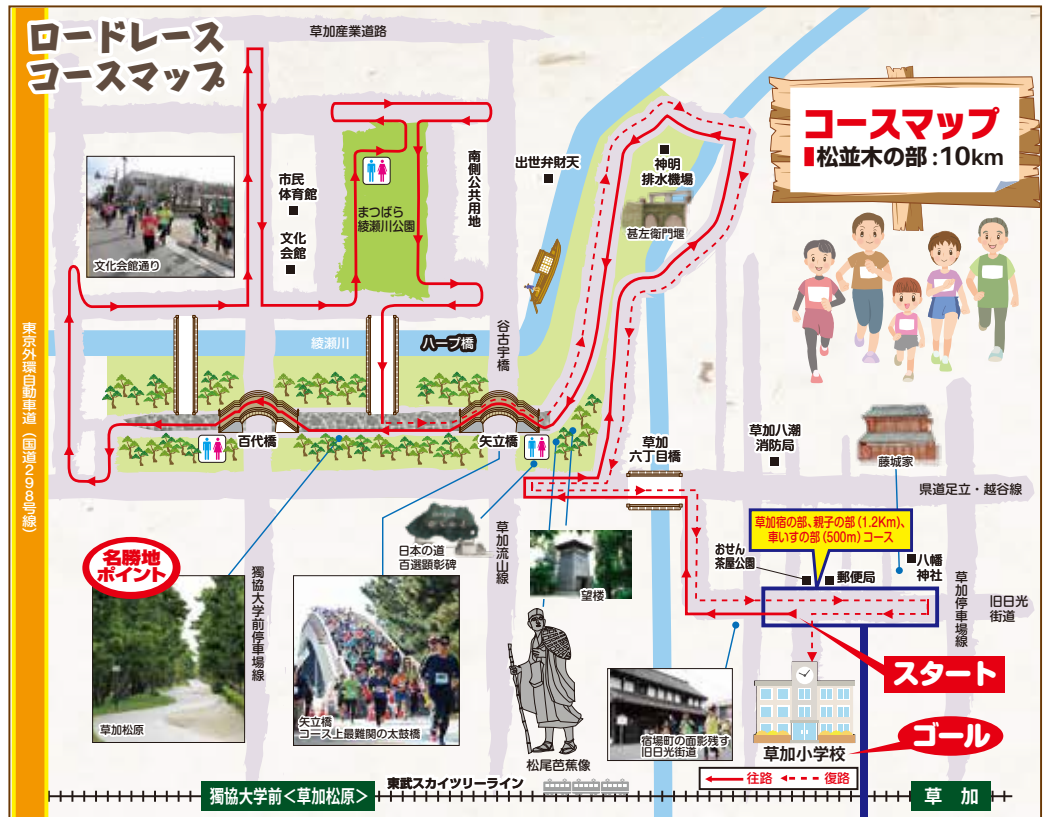 ロードレース
コースマップ
草加産業道路
コースマップ
松並木の部:10km
文化会館通り
市民
体育館
文化
会館
まつばら
綾瀬川公園
南側公共用地
出世弁財天
神明
排水機場
甚左衛門堰
東京外環自動車道(国道298号線)
綾瀬川
ハープ橋
谷古宇橋
百代橋
矢立橋
草加
六丁目橋
草加八潮
消防局
藤城家
県道足立・越谷線
草加宿の部、親子の部(1.2Km)、
車いすの部(500m)コース
おせん
茶屋公園
郵便局
八幡
神社
草加停車場線
旧日光
街道
名勝地
ポイント
日本の道
百選顕彰碑
草加流山線
望楼
獨協大学前停車場線
草加松原
矢立橋
コース上最難関の太鼓橋
松尾芭蕉像
宿場町の面影残す
旧日光街道
スタート
草加小学校
ゴール
往路
復路
東武スカイツリーライン
獨協大学前<草加松原>
草加